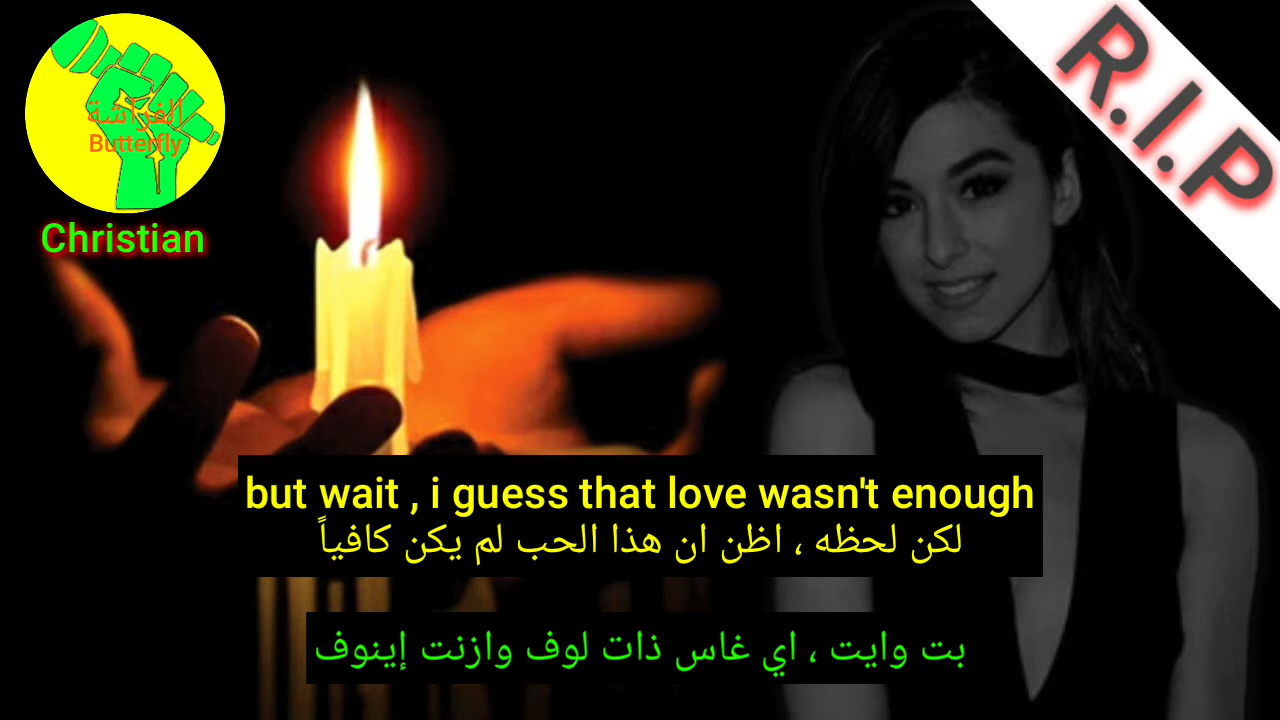 الفراشة
Butterfly
Christian
R.I.P
but wait , i guess that love wasn't enough
لكن لحظه ، اظن ان هذا الحب لم يكن كافياً
بت وايت ، اي غاس ذات لوف وازنت إينوف